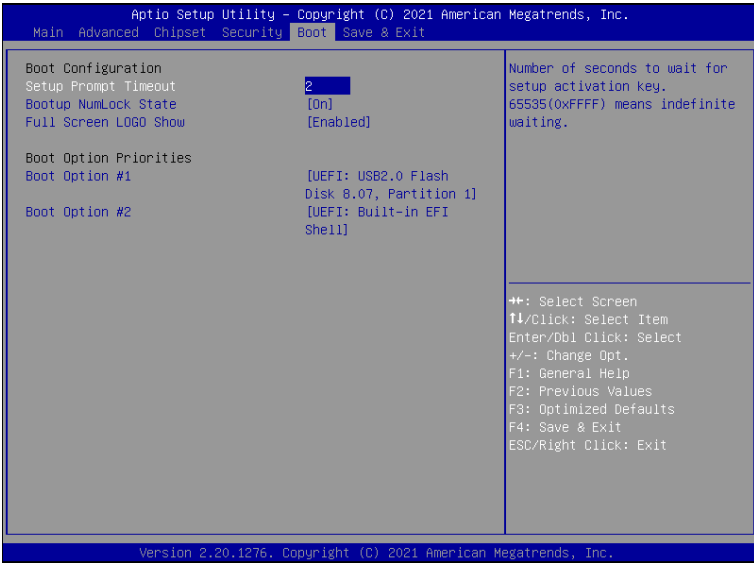 Aptio Setup Utility – Copyright (C) 2021 American Megatrends, Inc.
Main Advanced Chipset Security Boot Save & Exit
Boot Configuration
Setup Prompt Timeout 2
Bootup NumLock State [On]
Full Screen LOGO Show [Enabled]
Boot Option Priorities
Boot Option #1 [UEFI: USB2.0 Flash
Disk 8.07, Partition 1]
Boot Option #2 [UEFI: Built-in EFI
Shell]
Number of seconds to wait for
setup activation key.
65535(0xFFFF) means indefinite
waiting.
→←: Select Screen
↑↓/Click: Select Item
Enter/Dbl Click: Select
+/-: Change Opt.
F1: General Help
F2: Previous Values
F3: Optimized Defaults
F4: Save & Exit
ESC/Right Click: Exit
Version 2.20.1276. Copyright (C) 2021 American Megatrends, Inc.